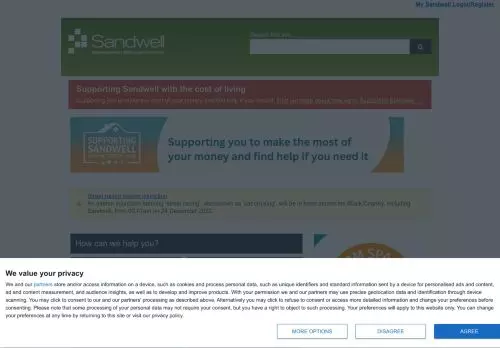 My Sandwell Login/Register
Sandwell
Search this site
Supporting Sandwell with the cost of living
SUPPORTING
SANDWELL
Supporting you to make the most of
your money and find help if you need it
How can we help you?
We value your privacy
We and our partners store and/or access information on a device, such as cookies and process personal data, such as unique identifiers and standard information sent by a device for personalised ads and content,
ad and content measurement, and audience insights, as well as to develop and improve products. With your permission we and our partners may use precise geolocation data and identification through device
scanning. You may click to consent to our and our partners' processing as described above. Alternatively you may click to refuse to consent or access more detailed information and change your preferences before
consenting. Please note that some processing of your personal data may not require your consent, but you have a right to object to such processing. Your preferences will apply to this website only. You can change
your preferences at any time by returning to this site or visit our privacy policy.
MORE OPTIONS
DISAGREE
AGREE